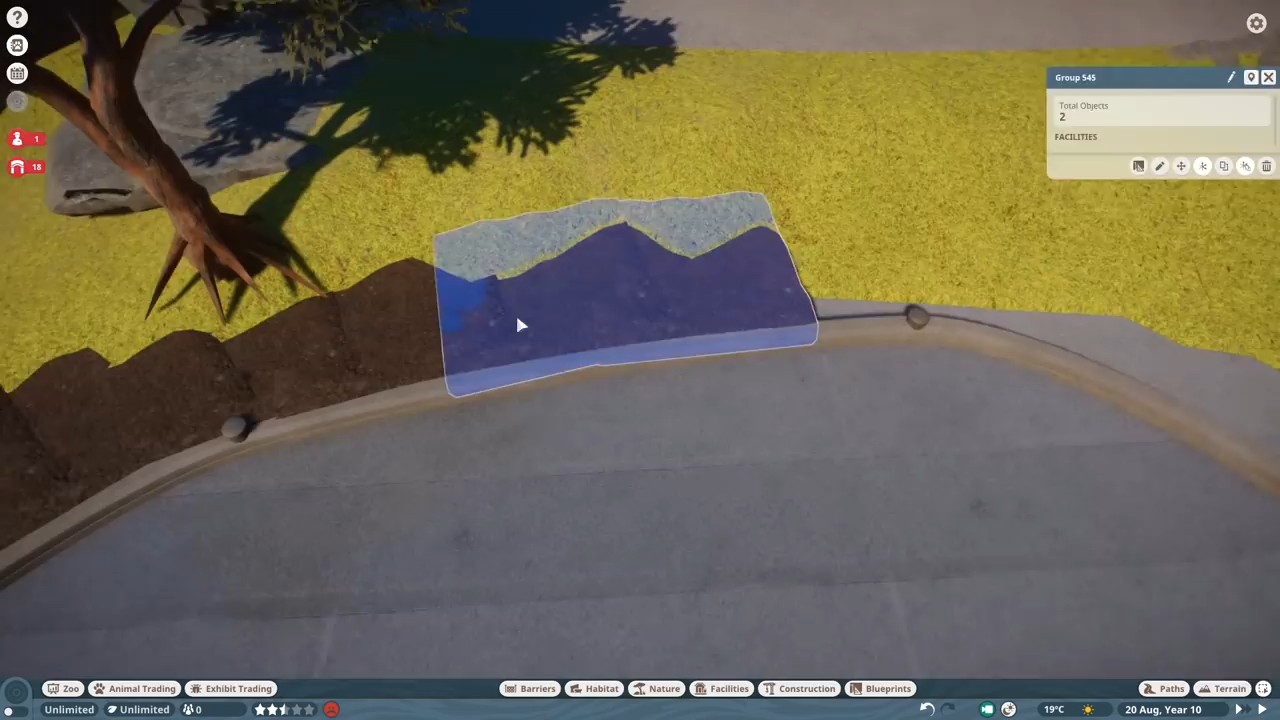 ?
1
18
Group 545
Total Objects
2
FACILITIES
Zoo
Animal Trading
Exhibit Trading
Barriers
Habitat
Nature
Facilities
Construction
Blueprints
Paths
Terrain
Unlimited
Unlimited
0
19°C
20 Aug, Year 10